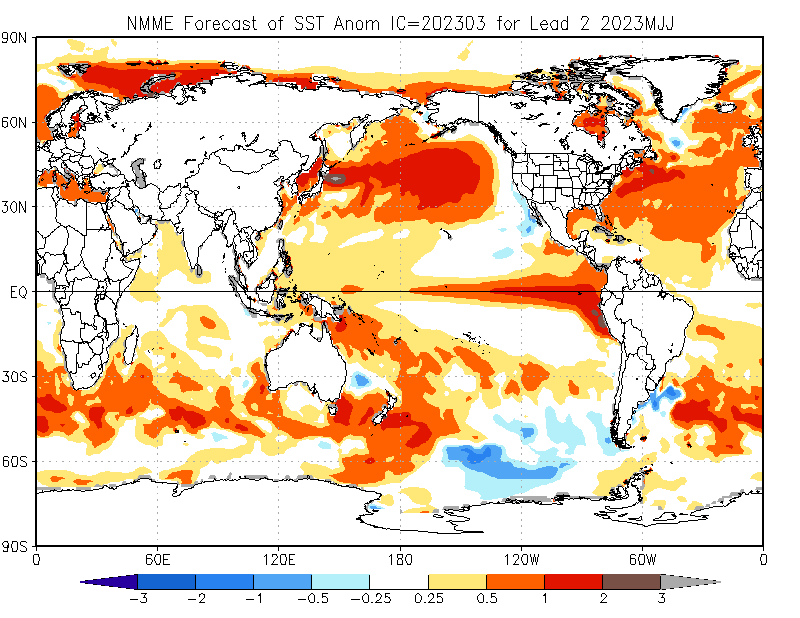 NMME Forecast of SST Anom IC=202303 for Lead 2 2023MJJ
90N
60N
30N
EQ
30S
60S
90S
0 60E 120E 180 120W 60W 0
-3 -2 -1 -0.5 -0.25 0.25 0.5 1 2 3